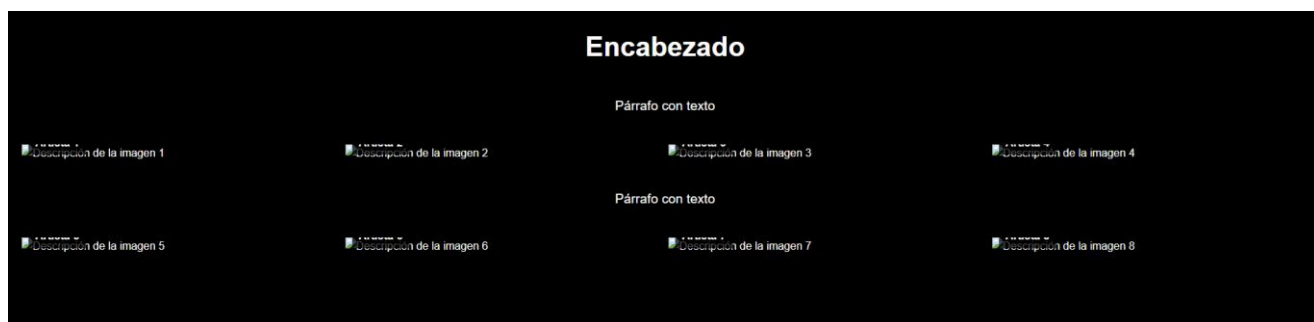 Encabezado
Párrafo con texto
Descripción de la imagen 1
Descripción de la imagen 2
Descripción de la imagen 3
Descripción de la imagen 4
Párrafo con texto
Descripción de la imagen 5
Descripción de la imagen 6
Descripción de la imagen 7
Descripción de la imagen 8